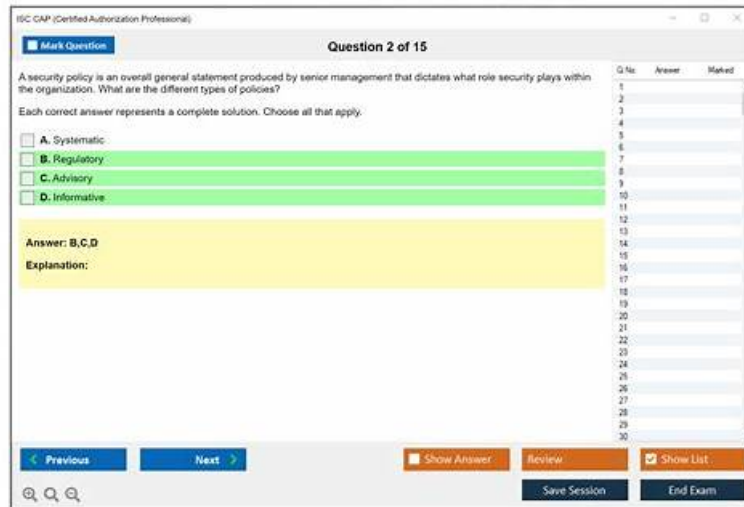 ISC CAP (Certified Authorization Professional)
Mark Question
Question 2 of 15
A security policy is an overall general statement produced by senior management that dictates what role security plays within
the organization. What are the different types of policies?
Each correct answer represents a complete solution. Choose all that apply.
A. Systematic
B. Regulatory
C. Advisory
D. Informative
Answer: B,C,D
Explanation:
Q.No. Answer Marked
1
2
3
4
5
6
7
8
9
10
11
12
13
14
15
16
17
18
19
20
21
22
23
24
25
26
27
28
29
30
Previous
Next
Show Answer
Review
Show List
Save Session
End Exam